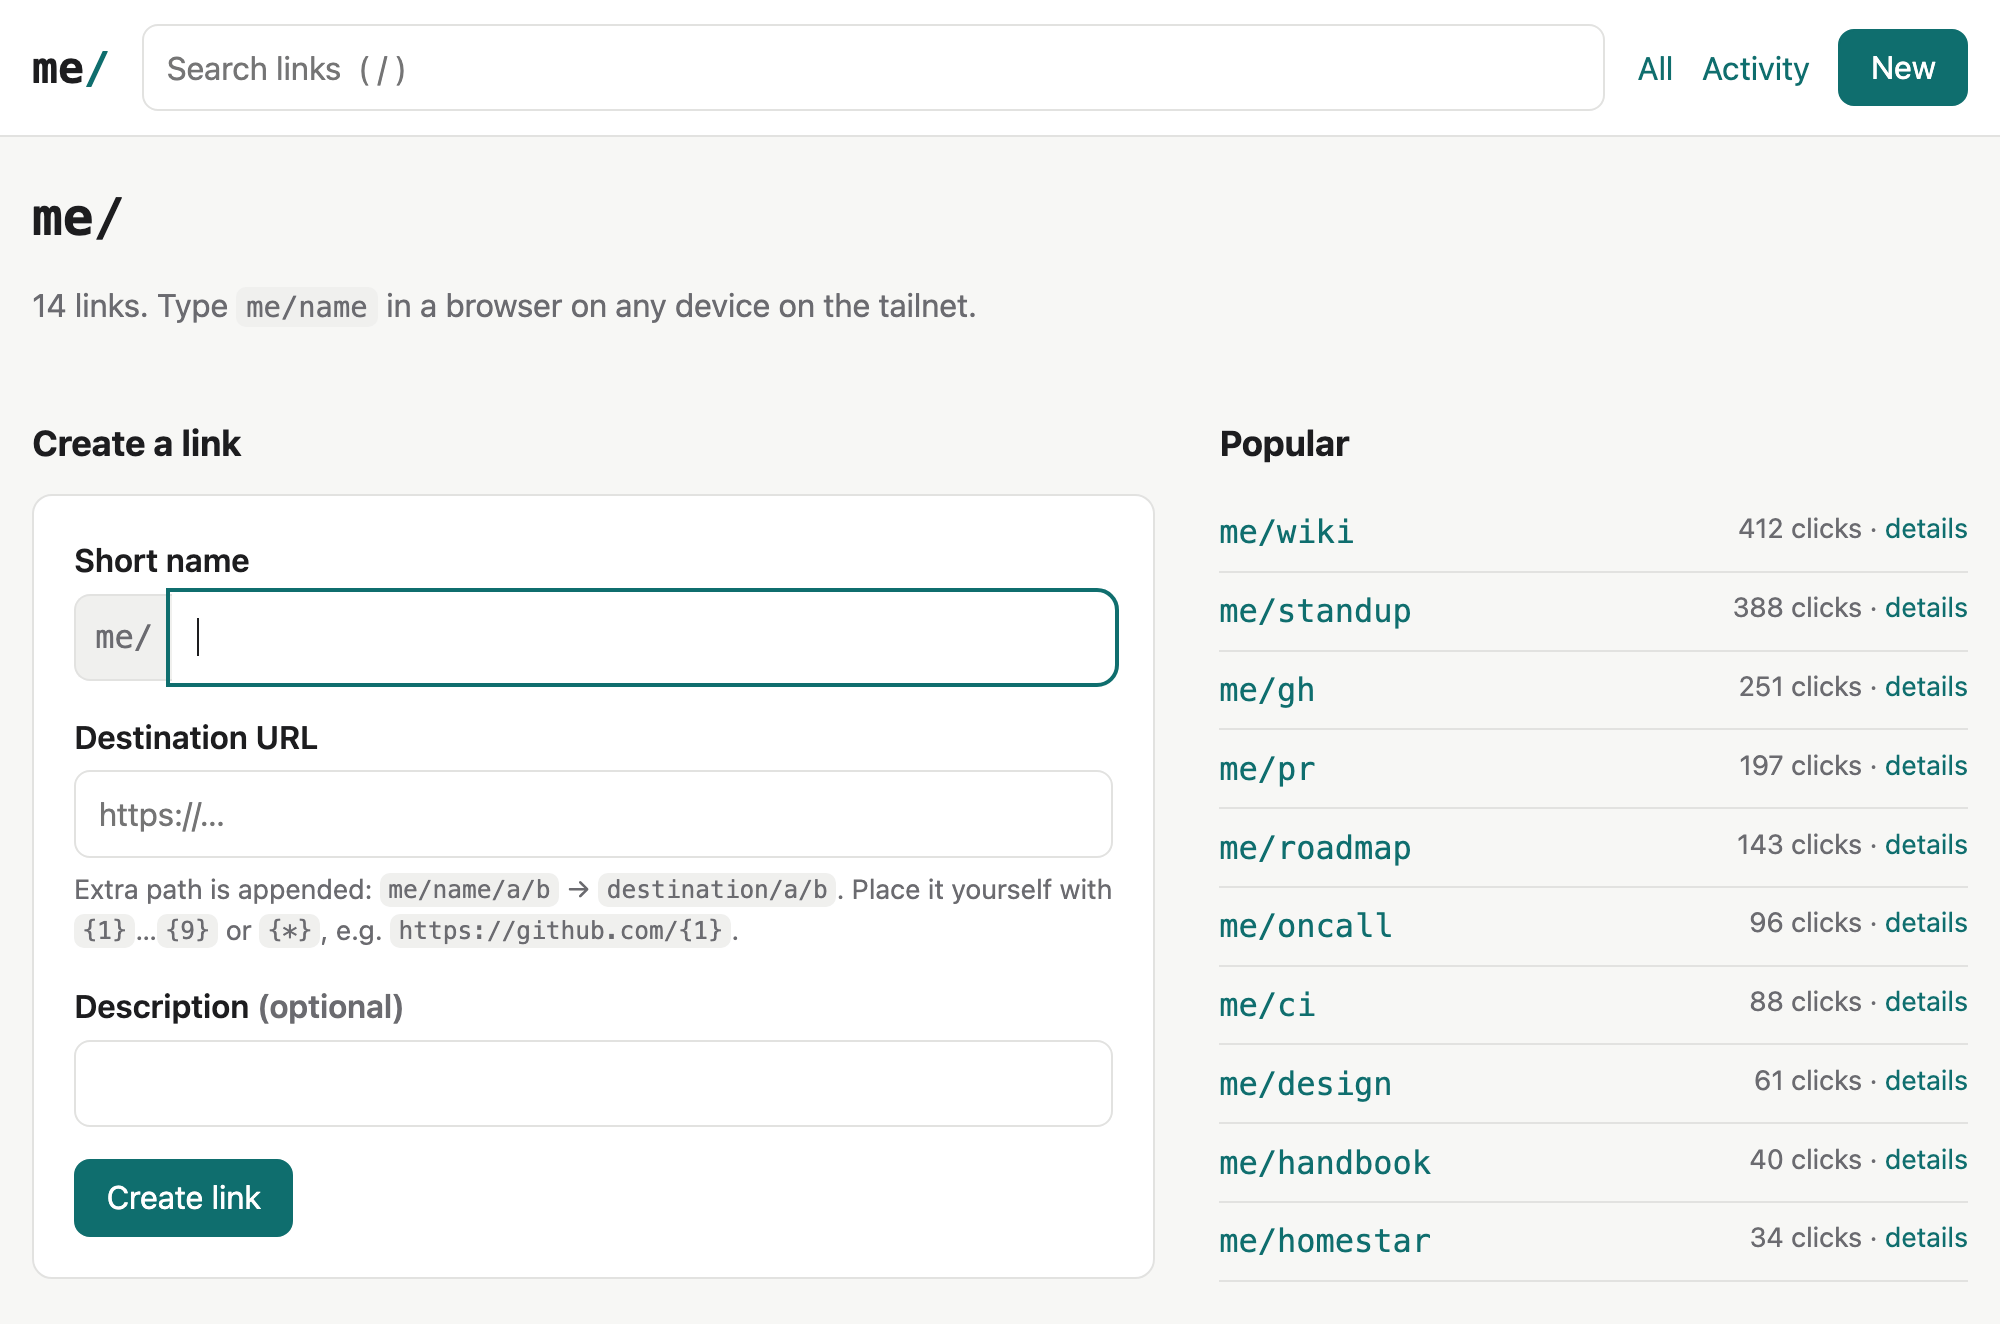 me/
Search links (/)
All
Activity
New
me/
14 links. Type me/name in a browser on any device on the tailnet.
Create a link
Short name
me/
Destination URL
https://...
Extra path is appended: me/name/a/b → destination/a/b. Place it yourself with
{1}...{9} or {*}, e.g. https://github.com/{1}.
Description (optional)
Create link
Popular
me/wiki 412 clicks · details
me/standup 388 clicks · details
me/gh 251 clicks · details
me/pr 197 clicks · details
me/roadmap 143 clicks · details
me/oncall 96 clicks · details
me/ci 88 clicks · details
me/design 61 clicks · details
me/handbook 40 clicks · details
me/homestar 34 clicks · details